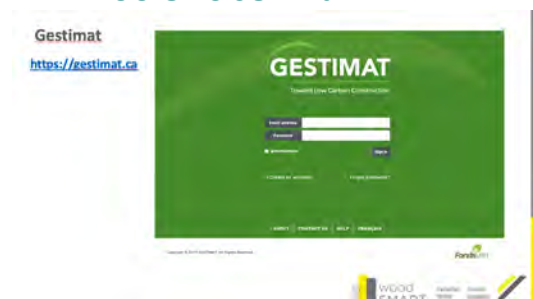 Gestimat
https://gestimat.ca
GESTIMAT
Toward Low Carbon Construction
Email address
Password
Sign in
Create an account
Forgot password?
ABOUT | CONTACT US | HELP | FRANÇAIS
WOOD
SMART